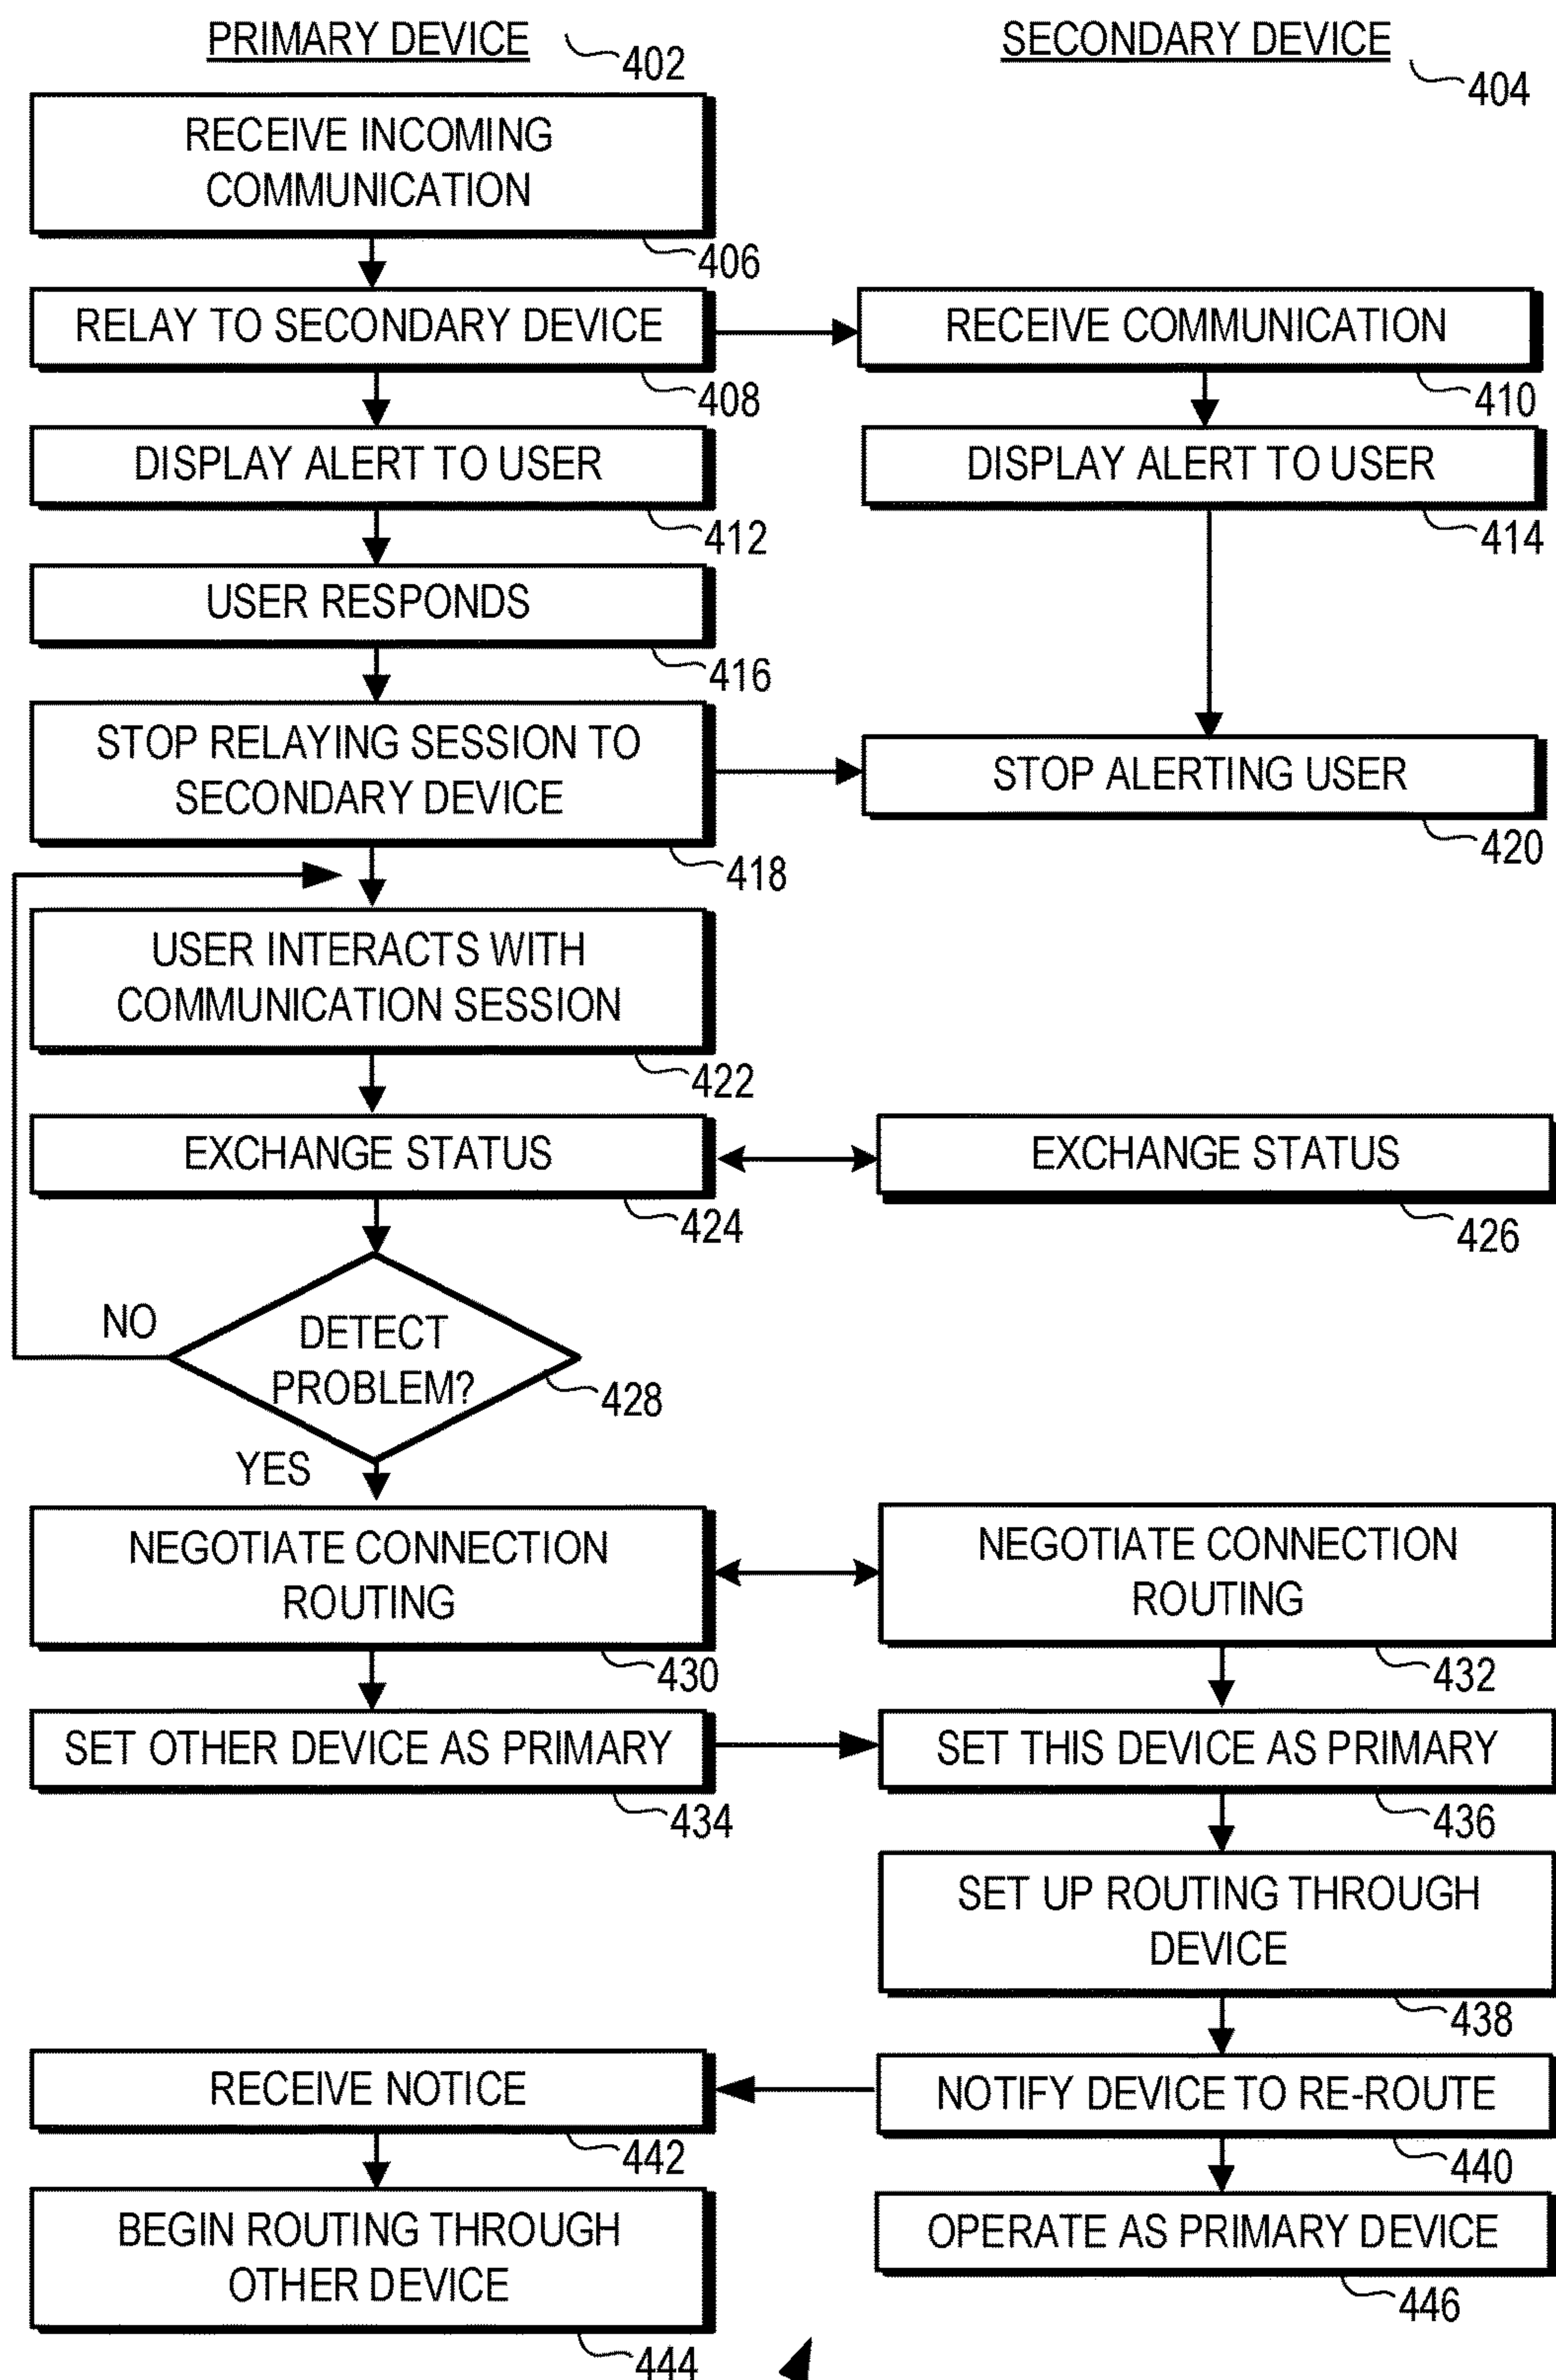 PRIMARY DEVICE
402
SECONDARY DEVICE
404
RECEIVE INCOMING
COMMUNICATION
406
RELAY TO SECONDARY DEVICE
408
RECEIVE COMMUNICATION
410
DISPLAY ALERT TO USER
412
DISPLAY ALERT TO USER
414
USER RESPONDS
416
STOP RELAYING SESSION TO
SECONDARY DEVICE
418
STOP ALERTING USER
420
USER INTERACTS WITH
COMMUNICATION SESSION
422
EXCHANGE STATUS
424
EXCHANGE STATUS
426
NO
DETECT
PROBLEM?
428
YES
NEGOTIATE CONNECTION
ROUTING
430
NEGOTIATE CONNECTION
ROUTING
432
SET OTHER DEVICE AS PRIMARY
434
SET THIS DEVICE AS PRIMARY
436
SET UP ROUTING THROUGH
DEVICE
438
RECEIVE NOTICE
442
NOTIFY DEVICE TO RE-ROUTE
440
BEGIN ROUTING THROUGH
OTHER DEVICE
444
OPERATE AS PRIMARY DEVICE
446